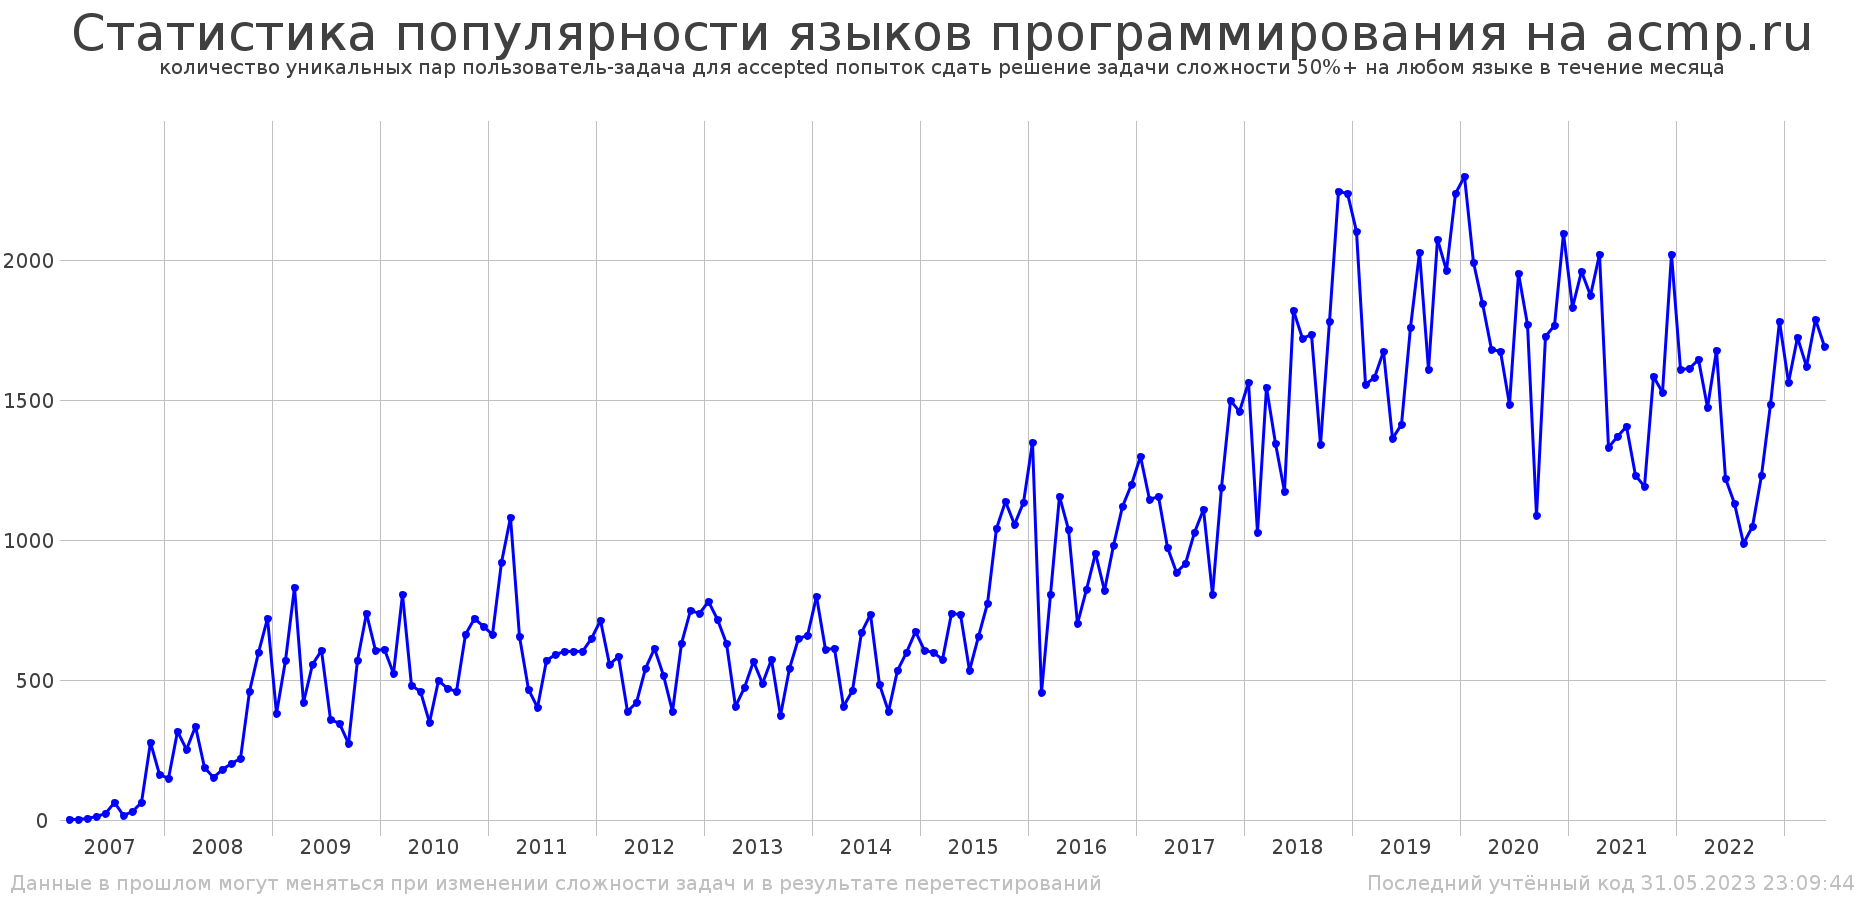 Статистика популярности языков программирования на acmp.ru
количество уникальных пар пользователь-задача для accepted попыток сдать решение задачи сложности 50%+ на любом языке в течение месяца
2000
1500
1000
500
0
2007 2008 2009 2010 2011 2012 2013 2014 2015 2016 2017 2018 2019 2020 2021 2022
Данные в прошлом могут меняться при изменении сложности задач и в результате перетестирований
Последний учтённый код 31.05.2023 23:09:44